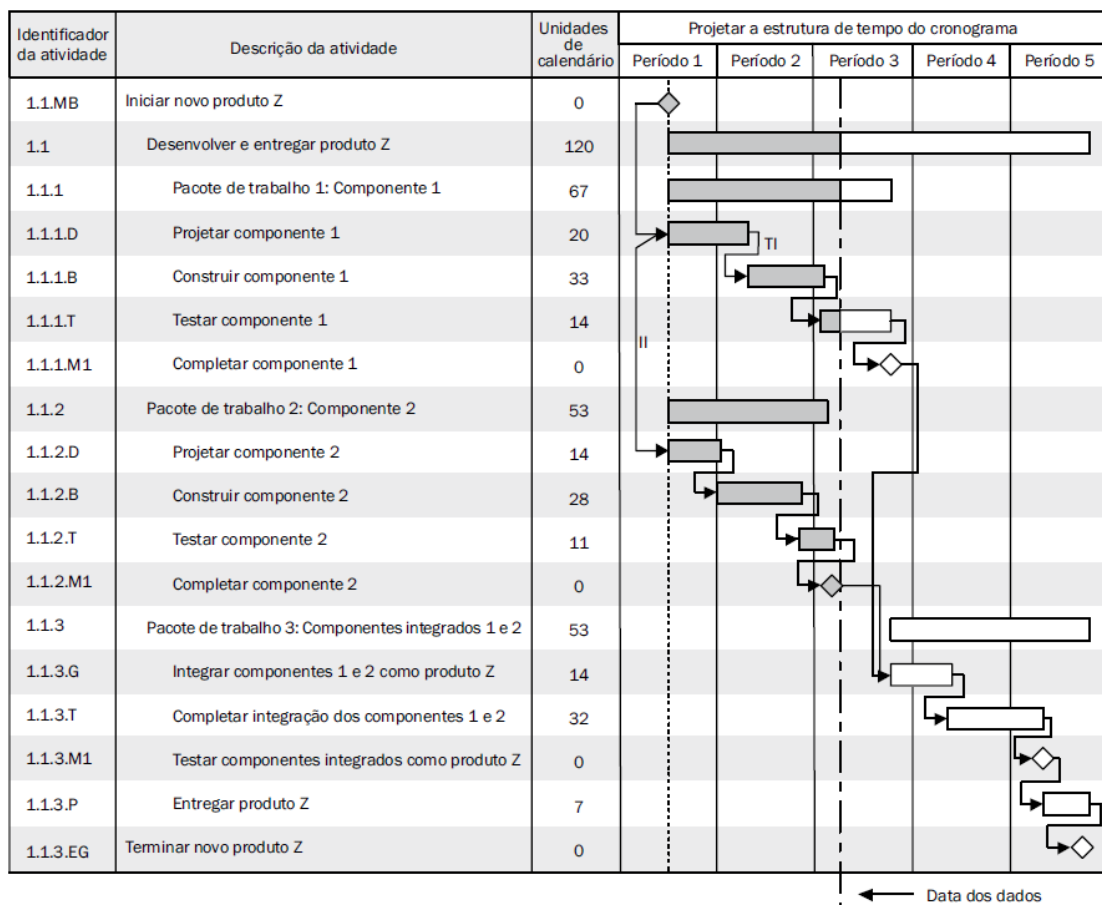 Identificador da atividade Descrição da atividade Unidades de calendário Projetar a estrutura de tempo do cronograma
Período 1 Período 2 Período 3 Período 4 Período 5
1.1.MB Iniciar novo produto Z 0
1.1 Desenvolver e entregar produto Z 120
1.1.1 Pacote de trabalho 1: Componente 1 67
1.1.1.D Projetar componente 1 20
TI
1.1.1.B Construir componente 1 33
1.1.1.T Testar componente 1 14
II
1.1.1.M1 Completar componente 1 0
1.1.2 Pacote de trabalho 2: Componente 2 53
1.1.2.D Projetar componente 2 14
1.1.2.B Construir componente 2 28
1.1.2.T Testar componente 2 11
1.1.2.M1 Completar componente 2 0
1.1.3 Pacote de trabalho 3: Componentes integrados 1 e 2 53
1.1.3.G Integrar componentes 1 e 2 como produto Z 14
1.1.3.T Completar integração dos componentes 1 e 2 32
1.1.3.M1 Testar componentes integrados como produto Z 0
1.1.3.P Entregar produto Z 7
1.1.3.EG Terminar novo produto Z 0
Data dos dados